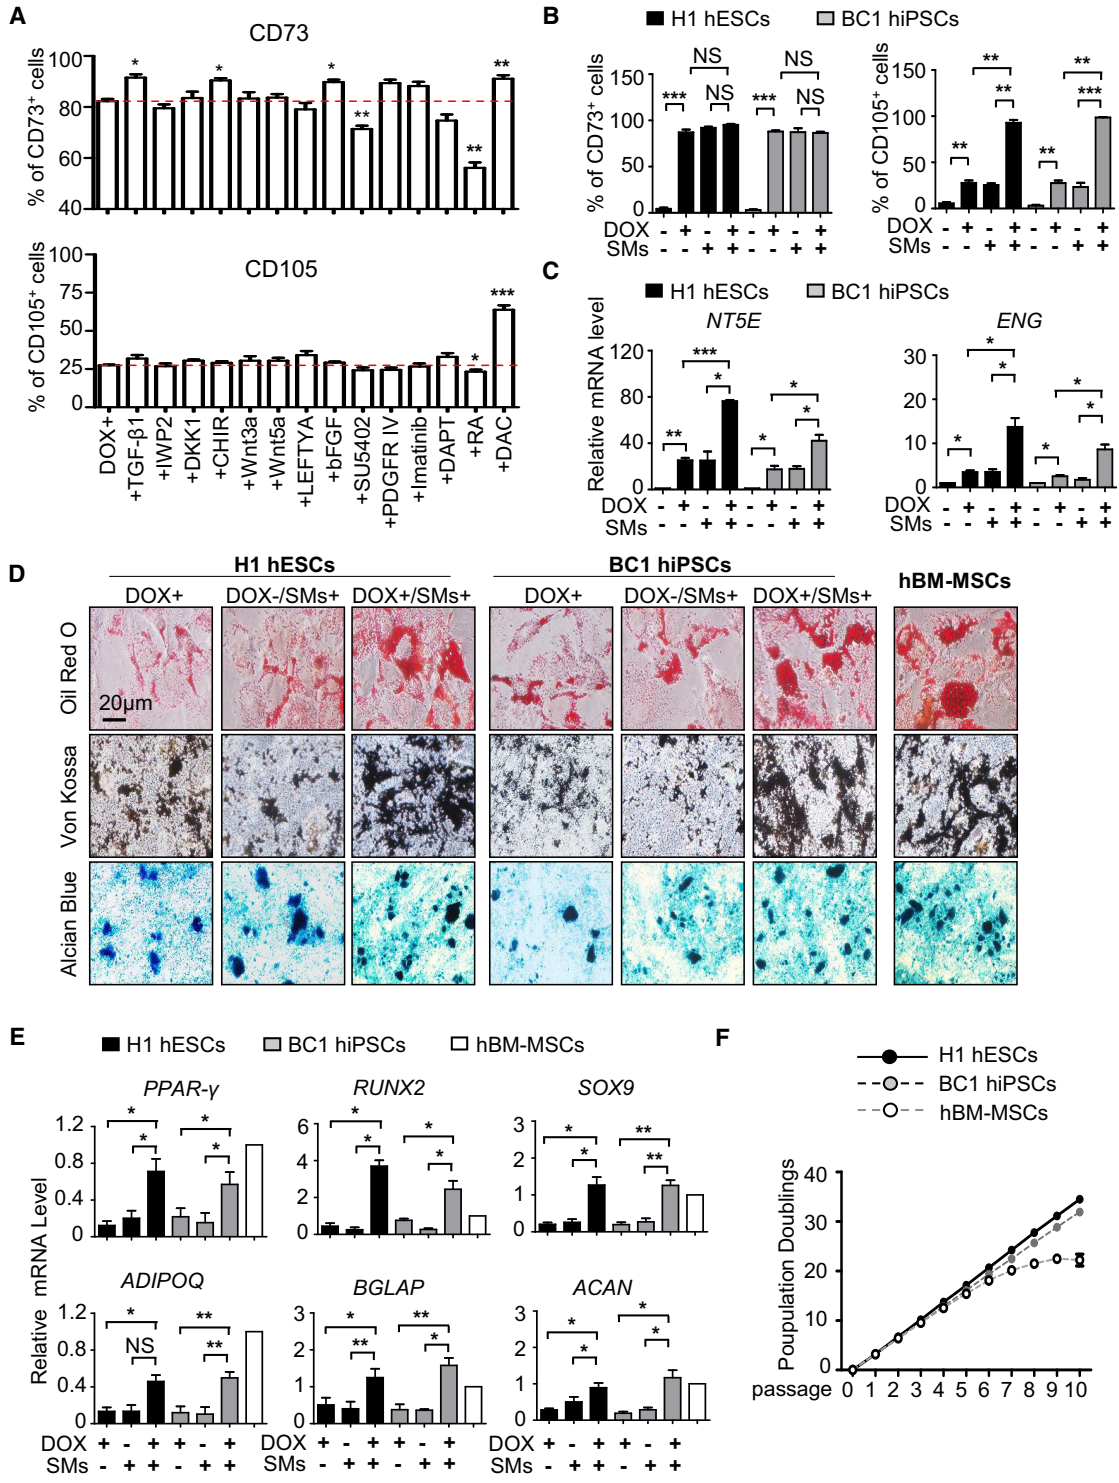 A
CD73
% of CD73+ cells
100
80
60
40
* * * ** ** **
CD105
% of CD105+ cells
100
75
50
25
0
* ***
DOX+
+TGF-β1
+IWP2
+DKK1
+CHIR
+Wnt3a
+Wnt5a
+LEFTYA
+bFGF
+SU5402
+PDGFR IV
+Imatinib
+DAPT
+RA
+DAC
B
H1 hESCs BC1 hiPSCs
% of CD73+ cells
150
100
50
0
NS NS
*** NS *** NS
DOX - + - + - + - +
SMs - - + + - - + +
% of CD105+ cells
150
100
50
0
** **
** ***
** **
DOX - + - + - + - +
SMs - - + + - - + +
C
H1 hESCs BC1 hiPSCs
NT5E
Relative mRNA level
120
80
40
0
*** *
* *
** *
DOX - + - + - + - +
SMs - - + + - - + +
ENG
30
20
10
0
* *
* *
* *
DOX - + - + - + - +
SMs - - + + - - + +
D
H1 hESCs BC1 hiPSCs hBM-MSCs
DOX+ DOX-/SMs+ DOX+/SMs+ DOX+ DOX-/SMs+ DOX+/SMs+
Oil Red O
20μm
Von Kossa
Alcian Blue
E
H1 hESCs BC1 hiPSCs hBM-MSCs
Relative mRNA Level
PPAR-γ
1.2
0.8
0.4
0
* *
* *
RUNX2
6
4
2
0
* *
* *
SOX9
3
2
1
0
* **
* **
ADIPOQ
1.2
0.8
0.4
0
* **
NS **
DOX + - + + - +
SMs - + + - + +
BGLAP
3
2
1
0
* **
** *
DOX + - + + - +
SMs - + + - + +
ACAN
3
2
1
0
* *
* *
DOX + - + + - +
SMs - + + - + +
F
H1 hESCs
BC1 hiPSCs
hBM-MSCs
Poupulation Doublings
40
30
20
10
0
passage 0 1 2 3 4 5 6 7 8 9 10